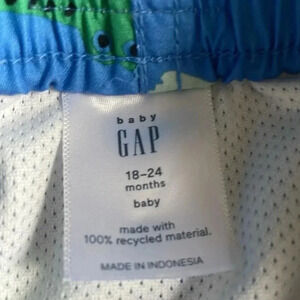 baby
GAP
18-24
months
baby
made with
100% recycled material.
MADE IN INDONESIA